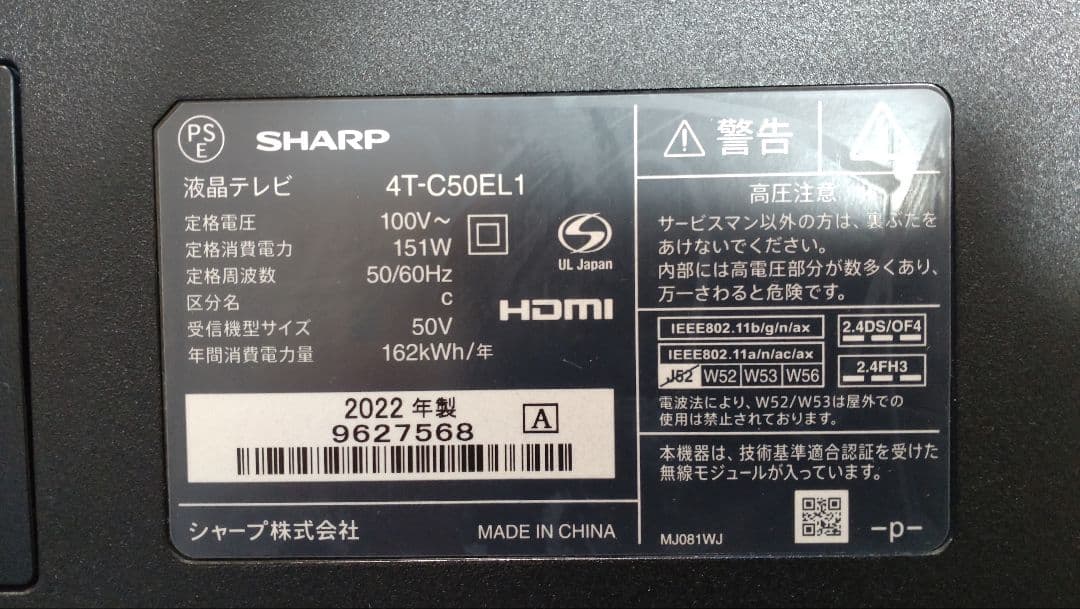 PSE SHARP
液晶テレビ 4T-C50EL1
定格電圧 100V～
定格消費電力 151W
定格周波数 50/60Hz
区分名 C
受信機型サイズ 50V
年間消費電力量 162kWh/年
UL Japan
HDMI
2022 年製 A
9627568
シャープ株式会社 MADE IN CHINA
警告
高圧注意
サービスマン以外の方は、裏ぶたを
あけないでください。
内部には高電圧部分が数多くあり、
万一さわると危険です。
IEEE802.11b/g/n/ax
IEEE802.11a/n/ac/ax
J52 W52 W53 W56
2.4DS/OF4
2.4FH3
電波法により、W52/W53は屋外での
使用は禁止されております。
本機器は、技術基準適合認証を受けた
無線モジュールが入っています。
MJ081WJ
-p-